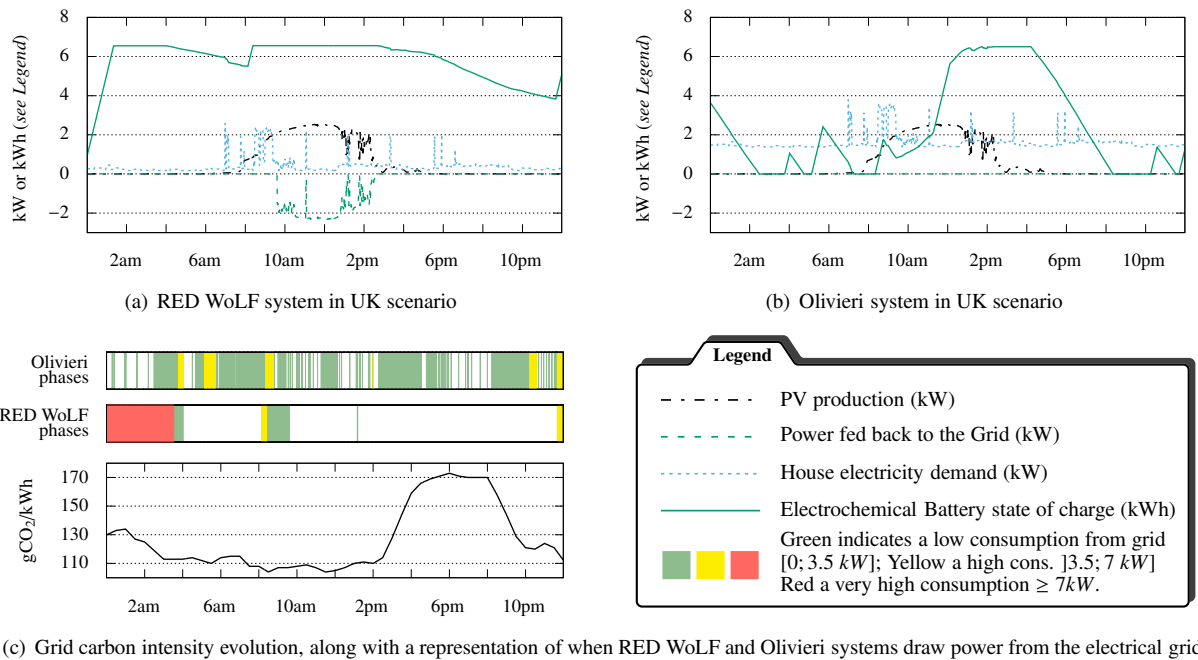 8
6
4
2
0
−2
kW or kWh (see Legend)
2am 6am 10am 2pm 6pm 10pm
(a) RED WoLF system in UK scenario
8
6
4
2
0
−2
kW or kWh (see Legend)
2am 6am 10am 2pm 6pm 10pm
(b) Olivieri system in UK scenario
Olivieri
phases
RED WoLF
phases
170
150
130
110
gCO2/kWh
2am 6am 10am 2pm 6pm 10pm
Legend
PV production (kW)
Power fed back to the Grid (kW)
House electricity demand (kW)
Electrochemical Battery state of charge (kWh)
Green indicates a low consumption from grid
[0; 3.5 kW]; Yellow a high cons. ]3.5; 7 kW]
Red a very high consumption ≥ 7kW.
(c) Grid carbon intensity evolution, along with a representation of when RED WoLF and Olivieri systems draw power from the electrical grid